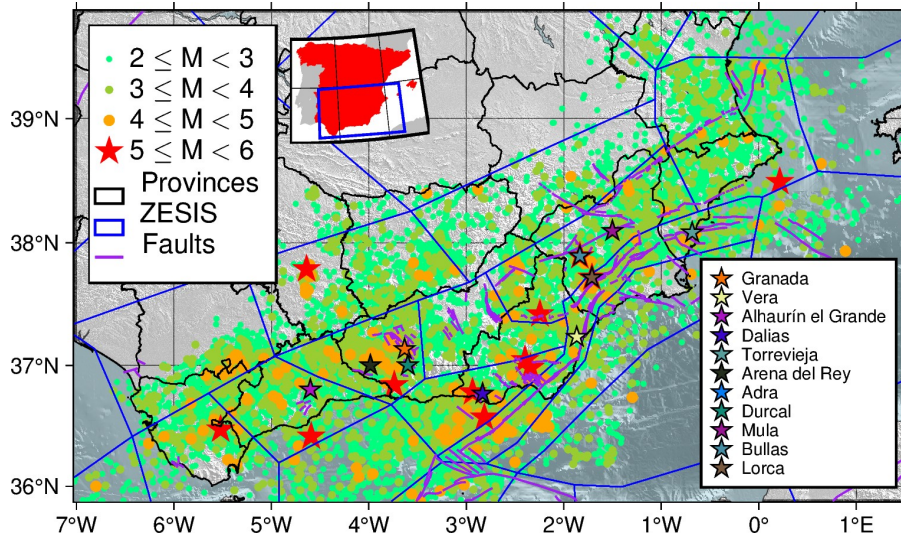 2 ≤ M < 3
3 ≤ M < 4
4 ≤ M < 5
5 ≤ M < 6
Provinces
ZESIS
Faults
39°N
38°N
37°N
36°N
Granada
Vera
Alhaurín el Grande
Dalias
Torrevieja
Arena del Rey
Adra
Durcal
Mula
Bullas
Lorca
7°W 6°W 5°W 4°W 3°W 2°W 1°W 0° 1°E